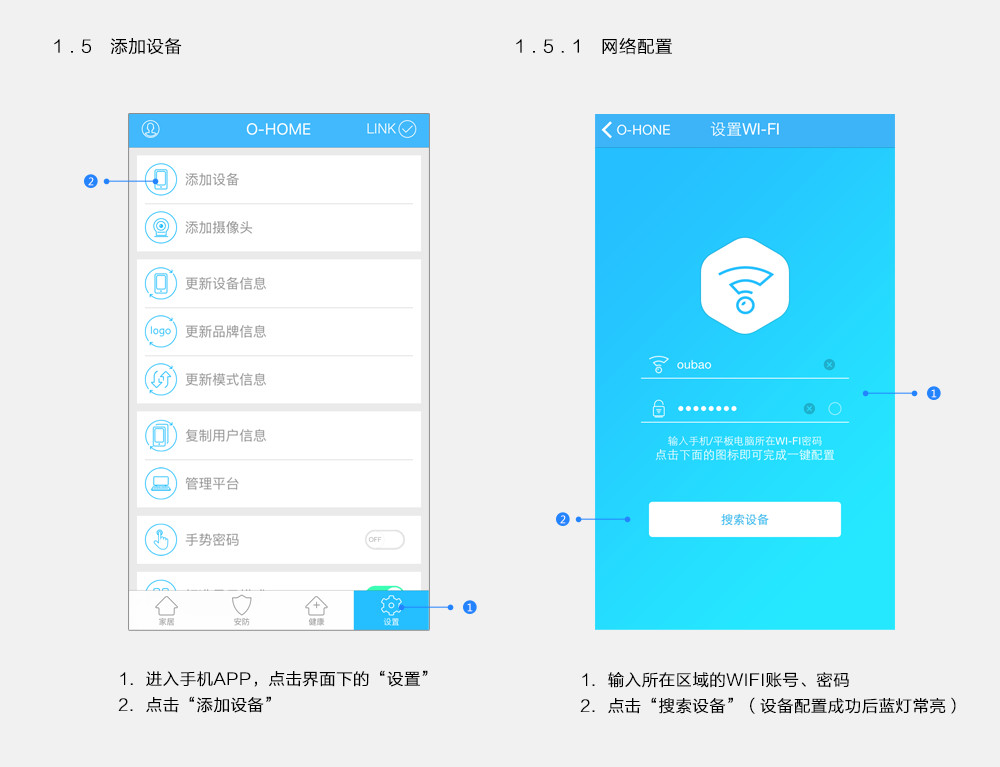 1.5 添加设备
1.5.1 网络配置
O-HOME
LINK
添加设备
添加摄像头
更新设备信息
logo
更新品牌信息
更新模式信息
复制用户信息
管理平台
手势密码
OFF
家居
安防
健康
设置
2
1
1. 进入手机APP，点击界面下的“设置”
2. 点击“添加设备”
O-HONE
设置WI-FI
oubao
●●●●●●●●
输入手机/平板电脑所在WI-FI密码
点击下面的图标即可完成一键配置
搜索设备
1
2
1. 输入所在区域的WIFI账号、密码
2. 点击“搜索设备”（设备配置成功后蓝灯常亮）